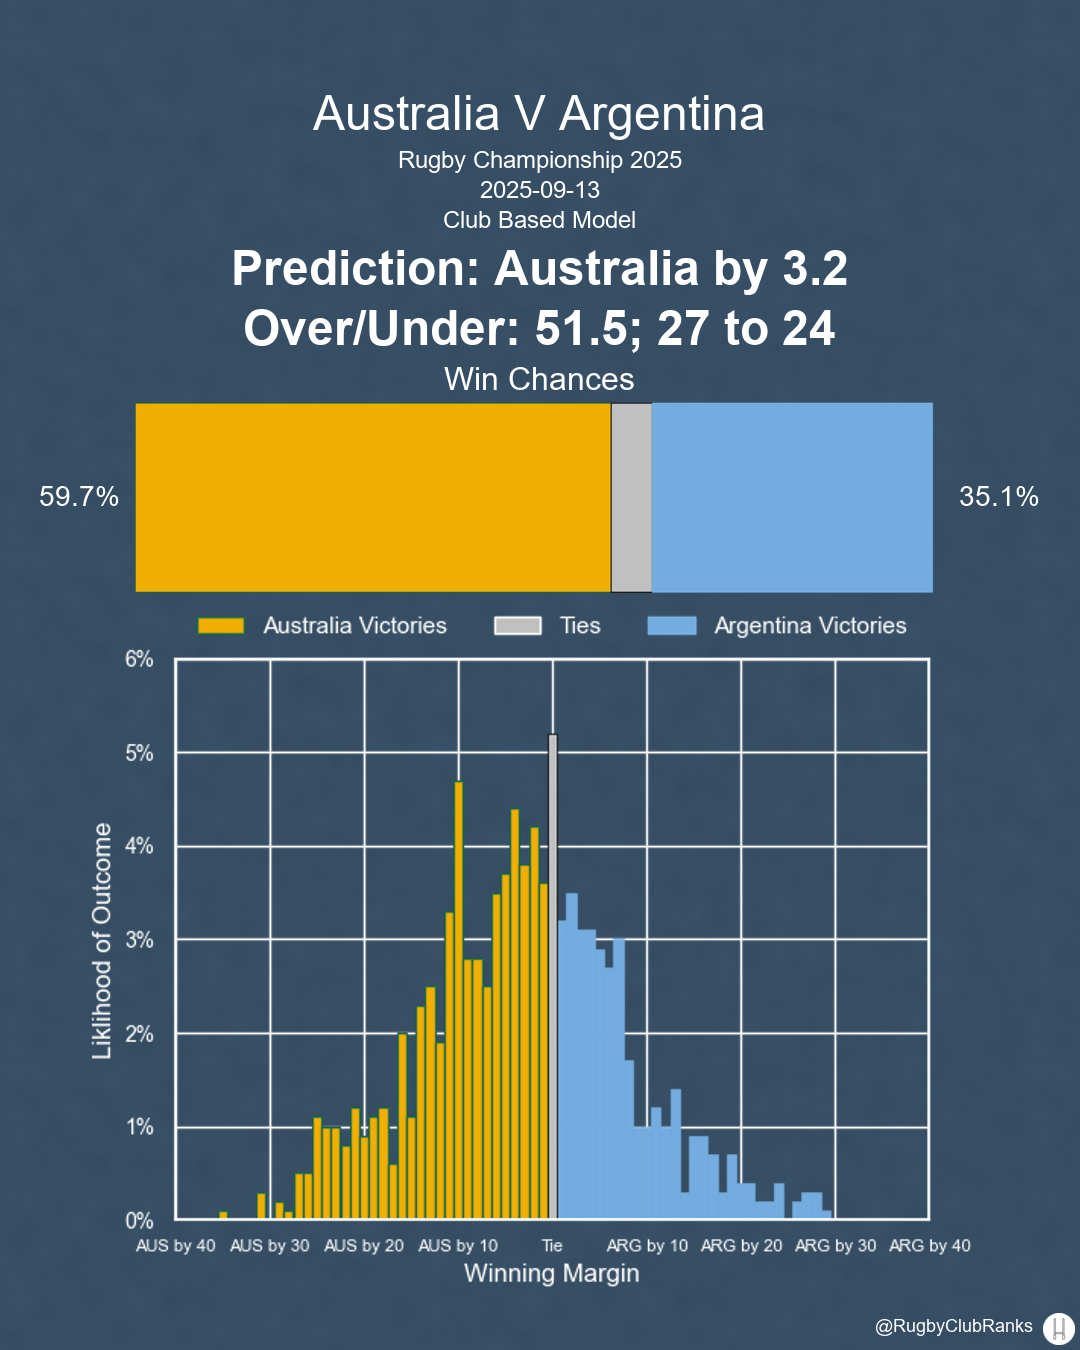 Australia V Argentina
Rugby Championship 2025
2025-09-13
Club Based Model
Prediction: Australia by 3.2
Over/Under: 51.5; 27 to 24
Win Chances
59.7%
35.1%
Australia Victories
Ties
Argentina Victories
6%
5%
4%
3%
2%
1%
0%
Liklihood of Outcome
AUS by 40
AUS by 30
AUS by 20
AUS by 10
Tie
ARG by 10
ARG by 20
ARG by 30
ARG by 40
Winning Margin
@RugbyClubRanks